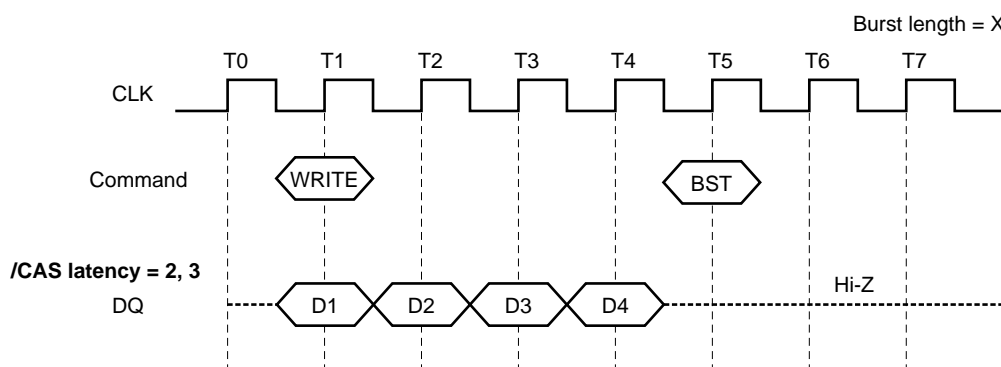 Burst length = X
T0 T1 T2 T3 T4 T5 T6 T7
CLK
Command WRITE BST
/CAS latency = 2, 3
Hi-Z
DQ D1 D2 D3 D4